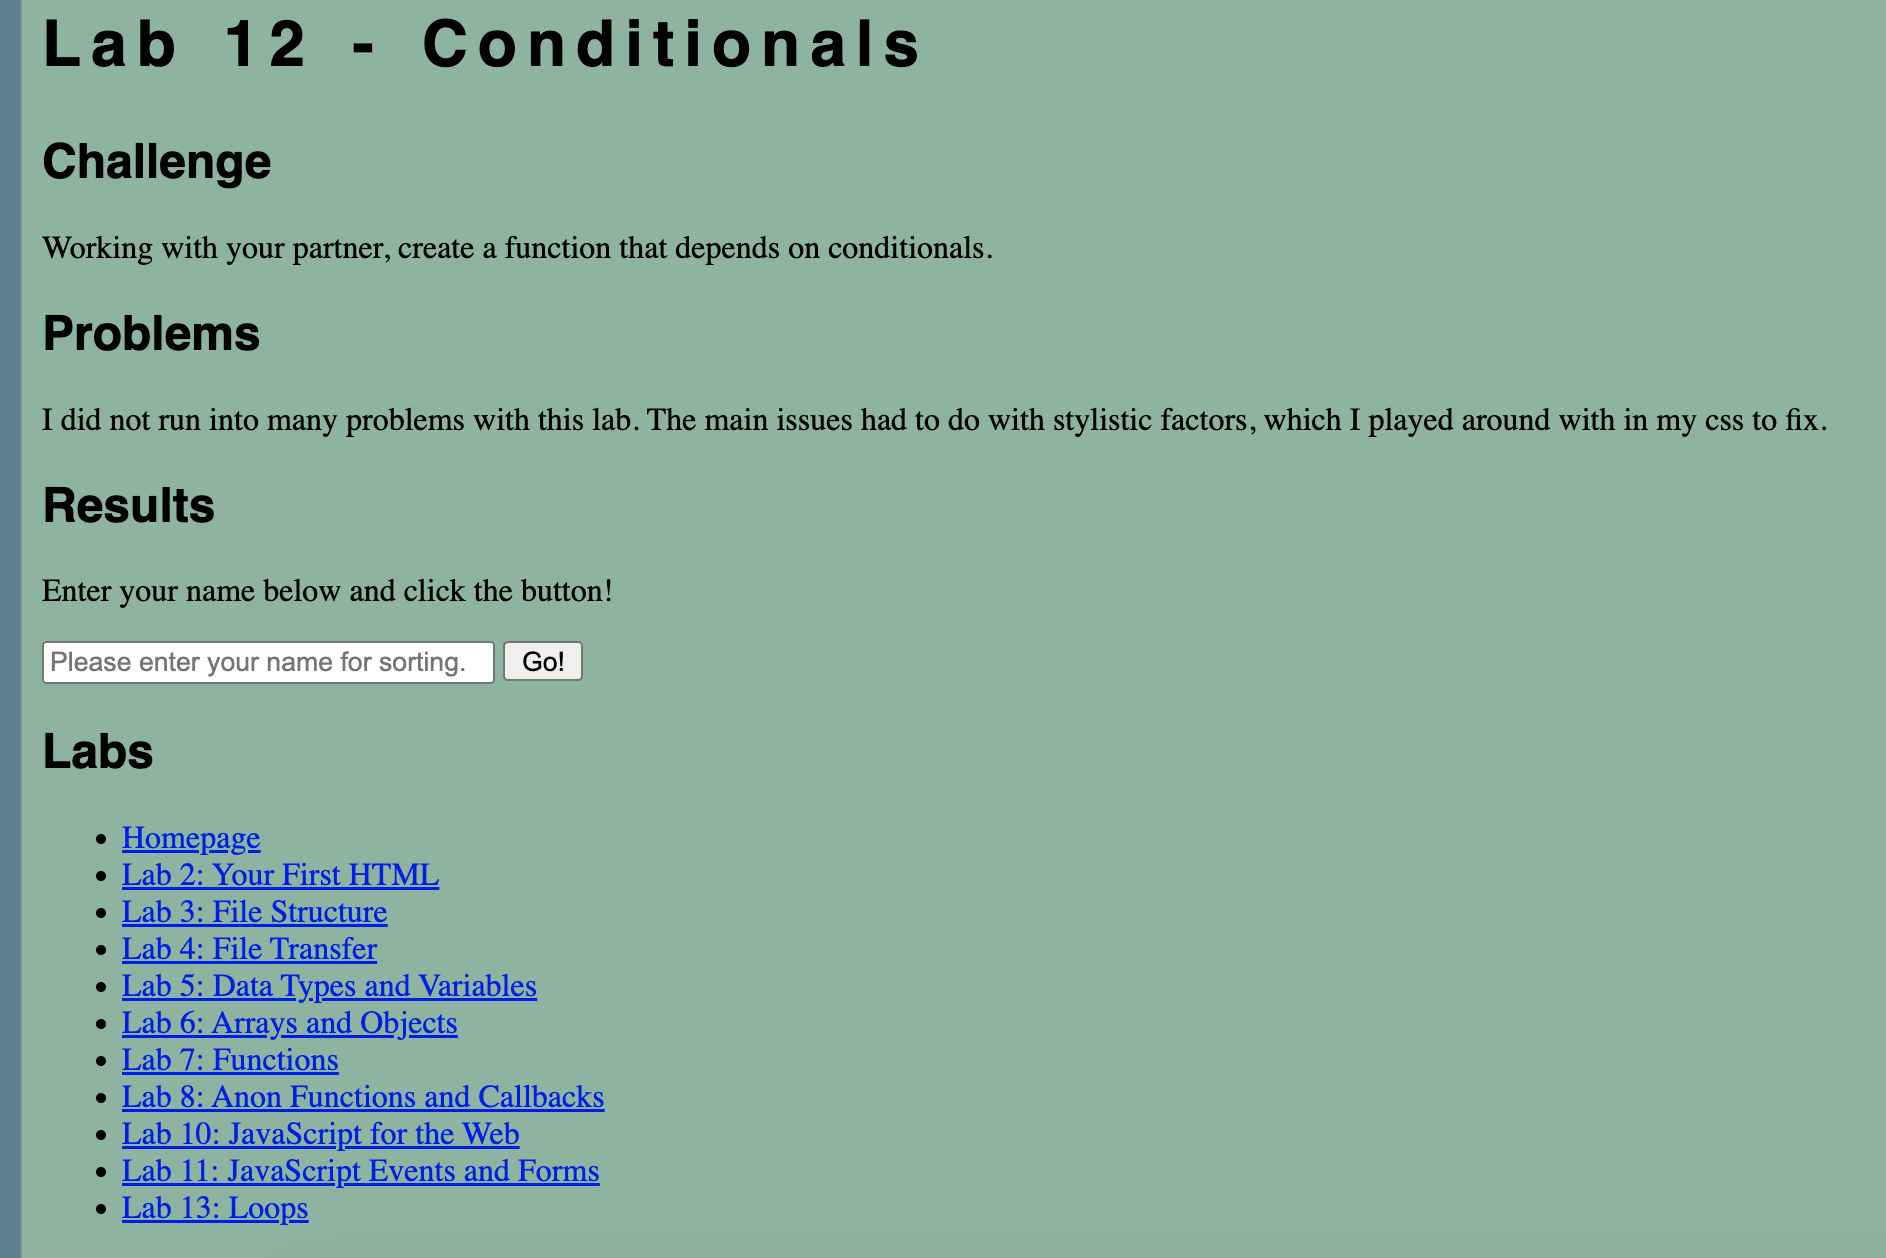 Lab 12 - Conditionals
Challenge
Working with your partner, create a function that depends on conditionals.
Problems
I did not run into many problems with this lab. The main issues had to do with stylistic factors, which I played around with in my css to fix.
Results
Enter your name below and click the button!
Please enter your name for sorting. Go!
Labs
Homepage
Lab 2: Your First HTML
Lab 3: File Structure
Lab 4: File Transfer
Lab 5: Data Types and Variables
Lab 6: Arrays and Objects
Lab 7: Functions
Lab 8: Anon Functions and Callbacks
Lab 10: JavaScript for the Web
Lab 11: JavaScript Events and Forms
Lab 13: Loops